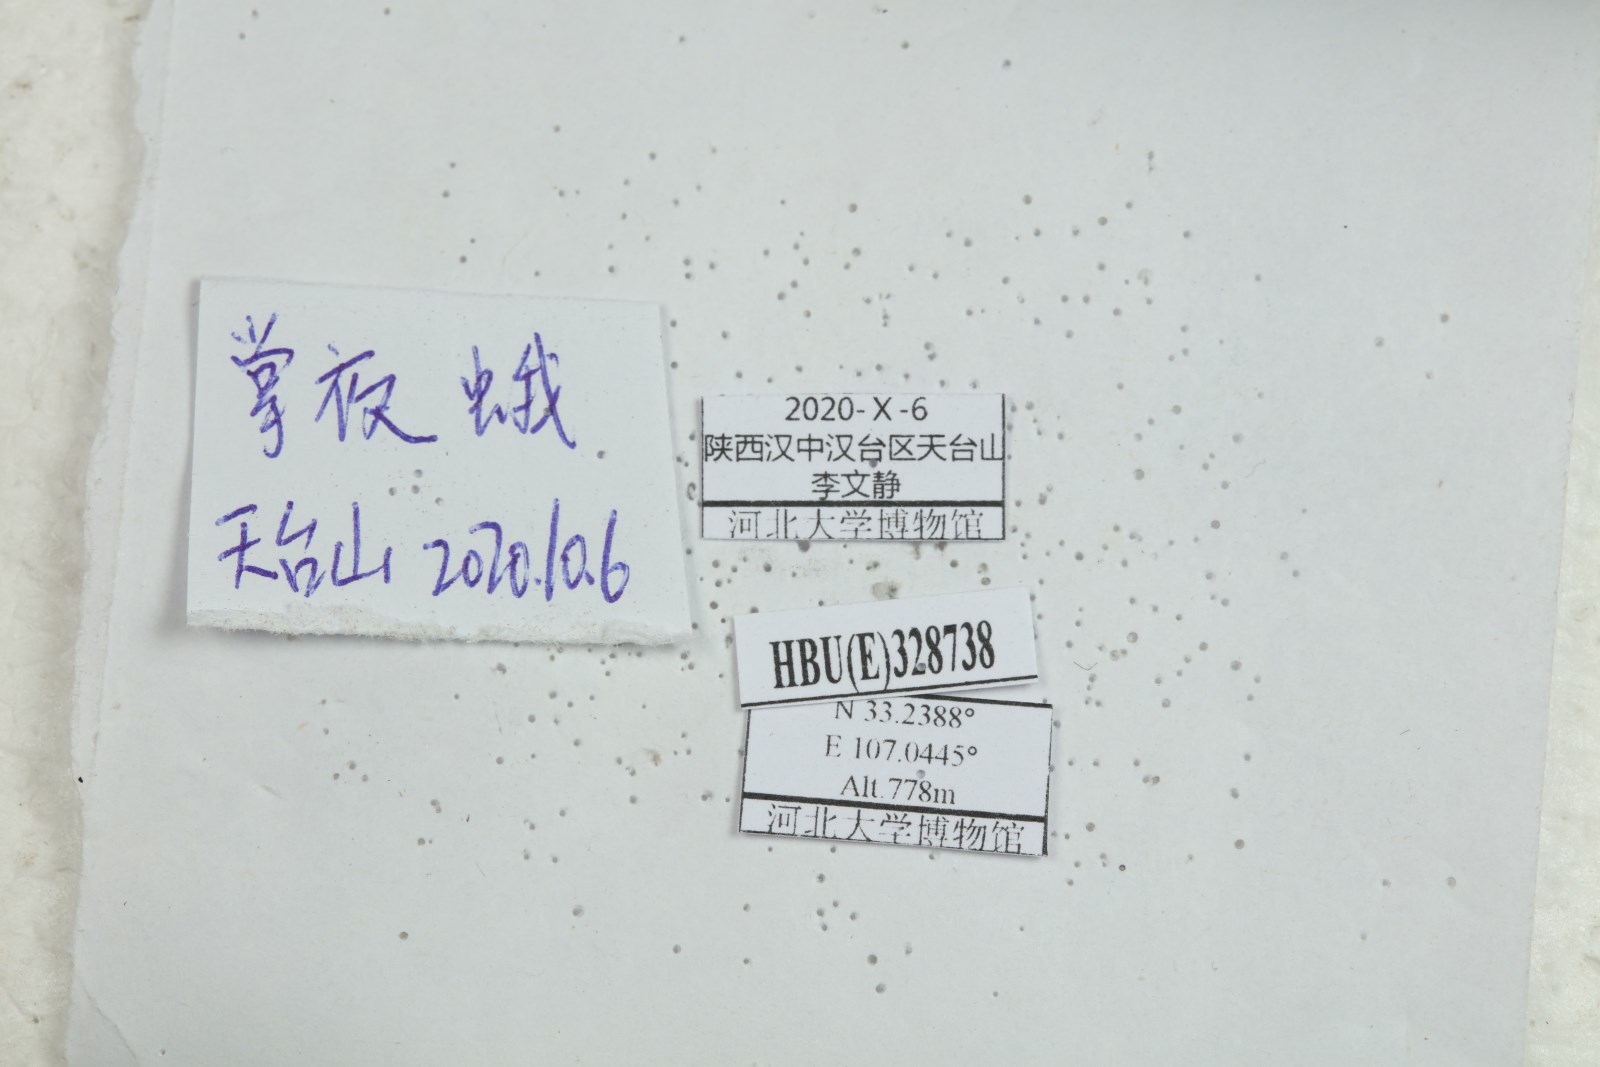 掌夜蛾
天台山 2020.10.6
2020-X-6
陕西汉中汉台区天台山
李文静
河北大学博物馆
HBU(E)328738
N 33.2388°
E 107.0445°
Alt.778m
河北大学博物馆